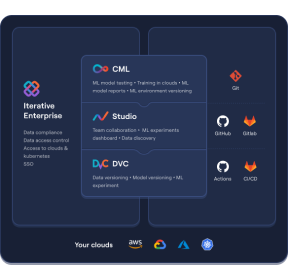 Iterative
Enterprise
Data compliance
Data access control
Access to clouds &
kubernetes
SSO
CML
ML model testing • Training in clouds • ML
model reports • ML environment versioning
Studio
Team collaboration • ML experiments
dashboard • Data discovery
DVC
Data versioning • Model versioning • ML
experiment
Git
GitHub
Gitlab
Actions
CI/CD
Your clouds
aws